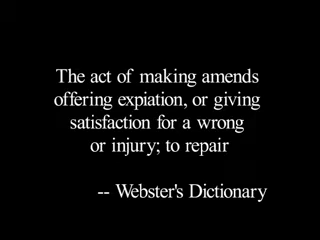 The act of making amends
offering expiation, or giving
satisfaction for a wrong
or injury; to repair
-- Webster's Dictionary